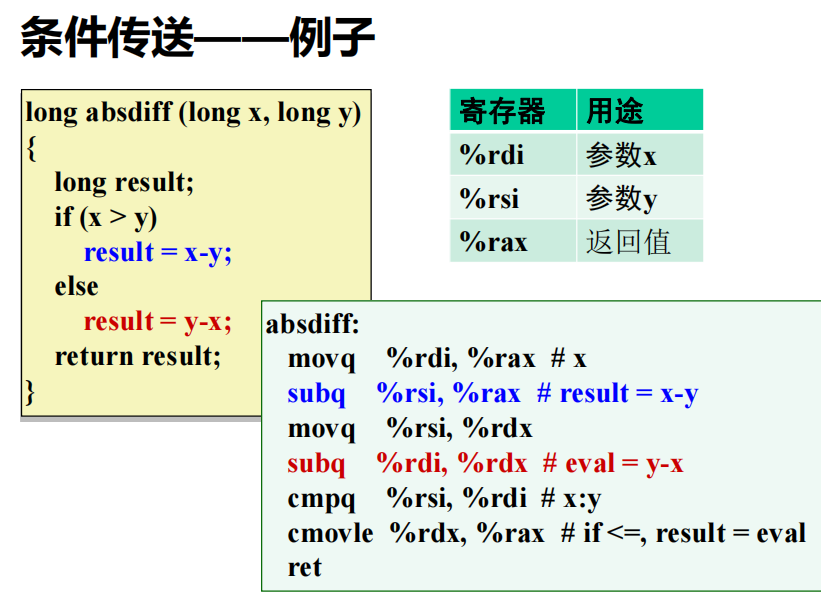 条件传送——例子
long absdiff (long x, long y)
{
long result;
if (x > y)
result = x-y;
else
result = y-x;
return result;
}
寄存器 用途
%rdi 参数x
%rsi 参数y
%rax 返回值
absdiff:
movq %rdi, %rax # x
subq %rsi, %rax # result = x-y
movq %rsi, %rdx
subq %rdi, %rdx # eval = y-x
cmpq %rsi, %rdi # x:y
cmovle %rdx, %rax # if <=, result = eval
ret